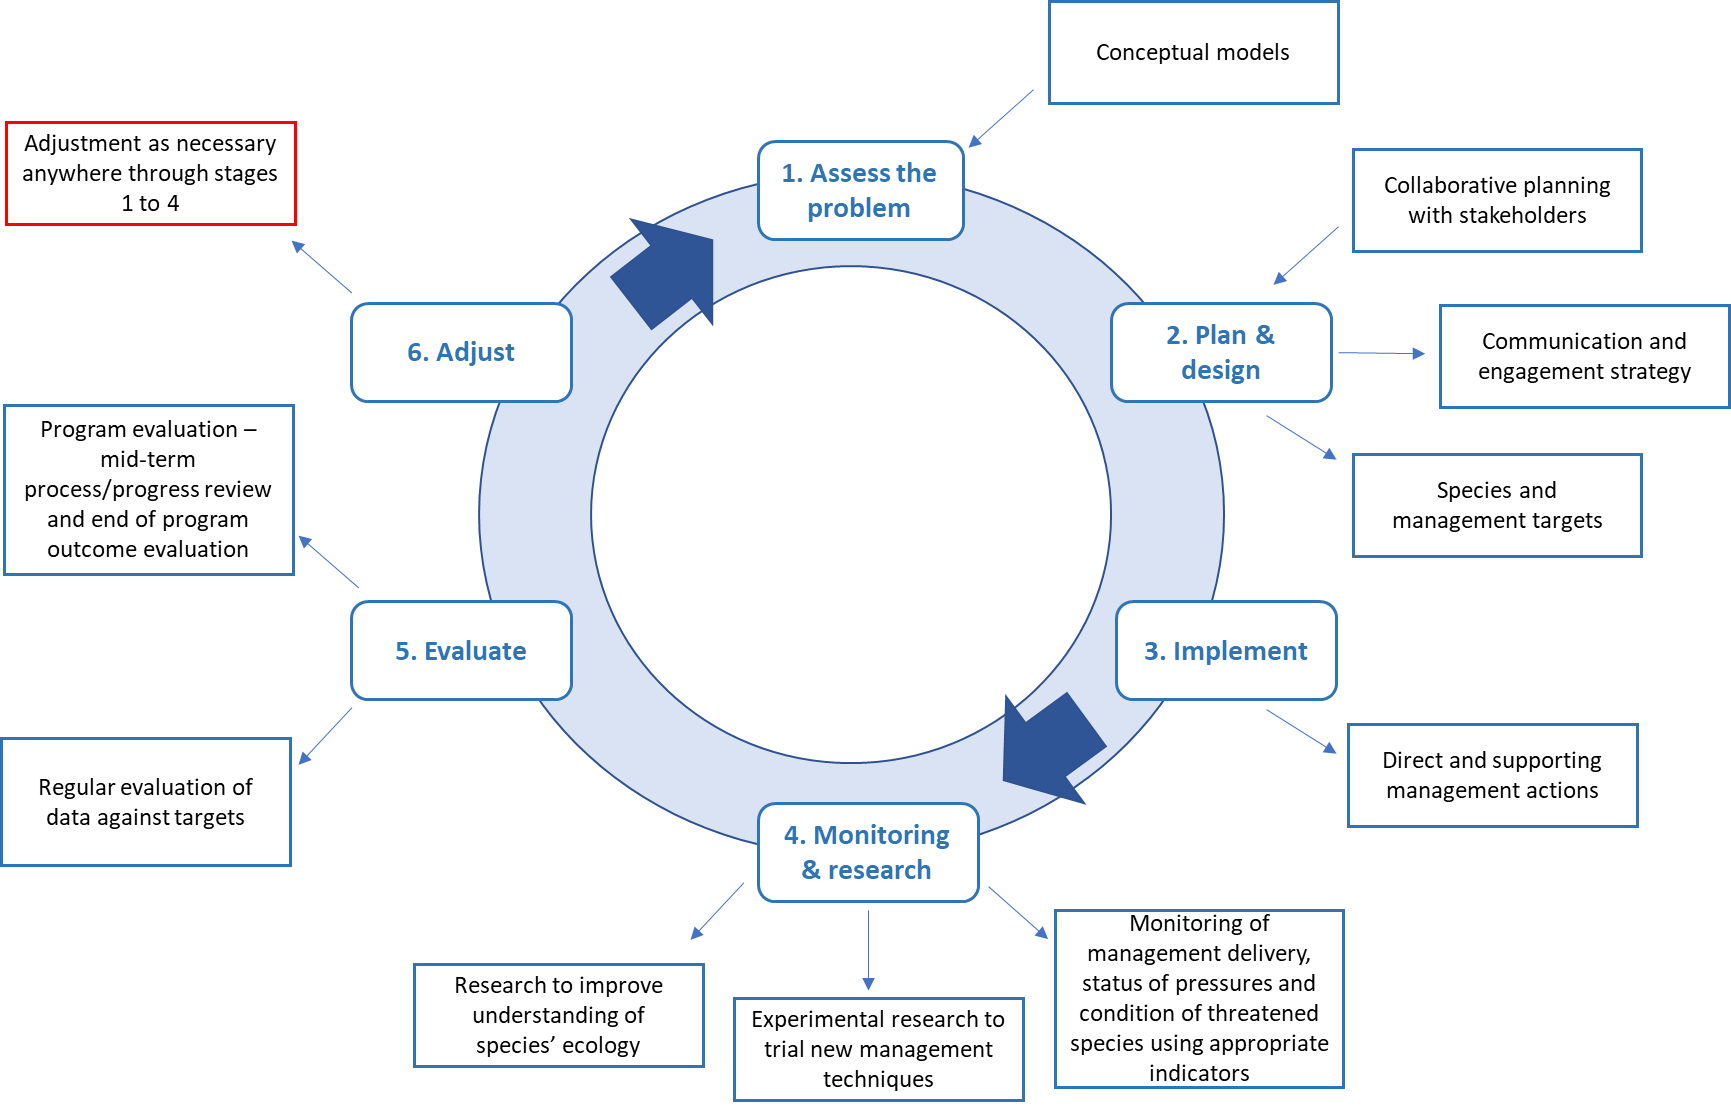 Conceptual models
1. Assess the
problem
Collaborative planning
with stakeholders
2. Plan &
design
Communication and
engagement strategy
Species and
management targets
3. Implement
Direct and supporting
management actions
4. Monitoring
& research
Monitoring of
management delivery,
status of pressures and
condition of threatened
species using appropriate
indicators
Experimental research to
trial new management
techniques
Research to improve
understanding of
species’ ecology
5. Evaluate
Regular evaluation of
data against targets
Program evaluation –
mid-term
process/progress review
and end of program
outcome evaluation
6. Adjust
Adjustment as necessary
anywhere through stages
1 to 4